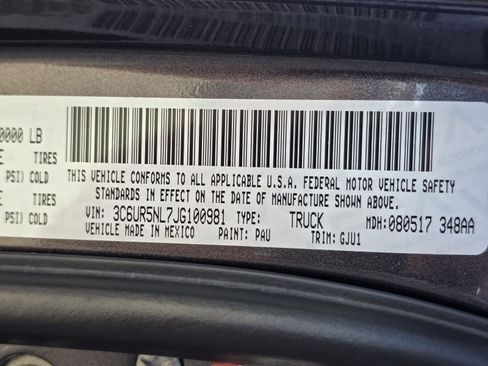 0000 LB
E TIRES
PSI) COLD
E TIRES
PSI) COLD
THIS VEHICLE CONFORMS TO ALL APPLICABLE U.S.A. FEDERAL MOTOR VEHICLE SAFETY
STANDARDS IN EFFECT ON THE DATE OF MANUFACTURE SHOWN ABOVE.
VIN: 3C6UR5NL7JG100981 TYPE: TRUCK MDH:080517 348AA
VEHICLE MADE IN MEXICO PAINT: PAU TRIM: GJU1